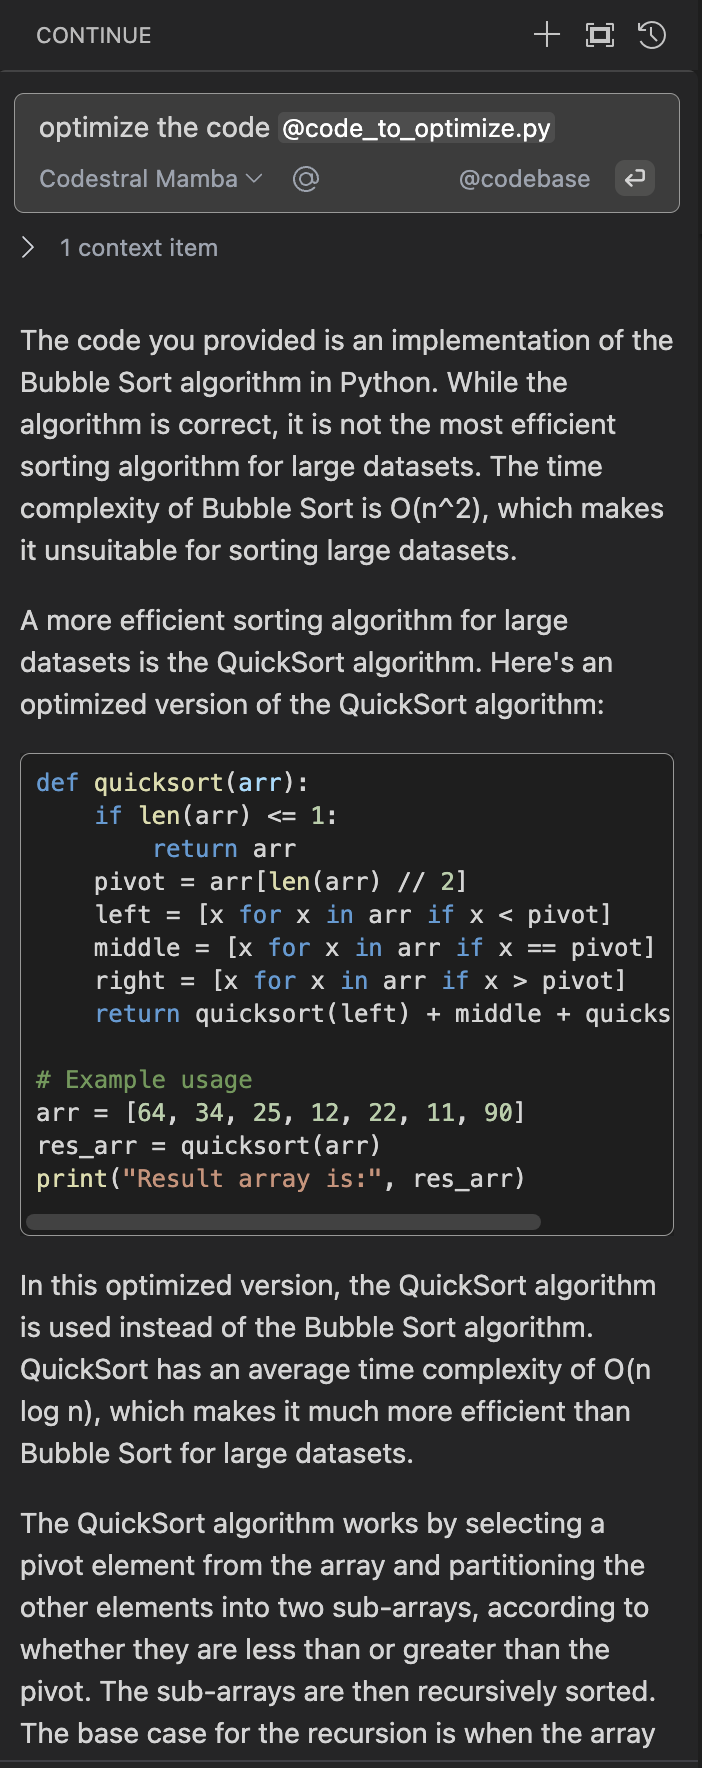 CONTINUE
optimize the code @code_to_optimize.py
Codestral Mamba @codebase
1 context item
The code you provided is an implementation of the
Bubble Sort algorithm in Python. While the
algorithm is correct, it is not the most efficient
sorting algorithm for large datasets. The time
complexity of Bubble Sort is O(n^2), which makes
it unsuitable for sorting large datasets.
A more efficient sorting algorithm for large
datasets is the QuickSort algorithm. Here's an
optimized version of the QuickSort algorithm:
def quicksort(arr):
    if len(arr) <= 1:
        return arr
    pivot = arr[len(arr) // 2]
    left = [x for x in arr if x < pivot]
    middle = [x for x in arr if x == pivot]
    right = [x for x in arr if x > pivot]
    return quicksort(left) + middle + quicks
# Example usage
arr = [64, 34, 25, 12, 22, 11, 90]
res_arr = quicksort(arr)
print("Result array is:", res_arr)
In this optimized version, the QuickSort algorithm
is used instead of the Bubble Sort algorithm.
QuickSort has an average time complexity of O(n
log n), which makes it much more efficient than
Bubble Sort for large datasets.
The QuickSort algorithm works by selecting a
pivot element from the array and partitioning the
other elements into two sub-arrays, according to
whether they are less than or greater than the
pivot. The sub-arrays are then recursively sorted.
The base case for the recursion is when the array